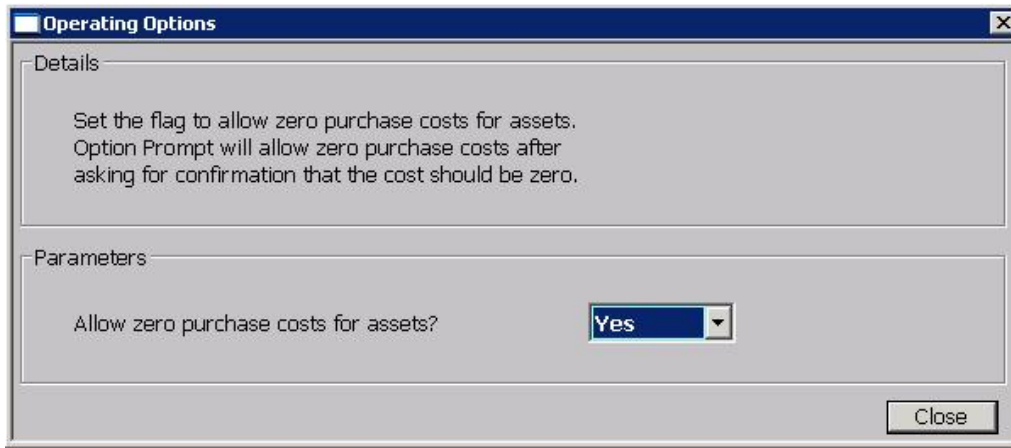 Operating Options
Details
Set the flag to allow zero purchase costs for assets.
Option Prompt will allow zero purchase costs after
asking for confirmation that the cost should be zero.
Parameters
Allow zero purchase costs for assets? Yes
Close